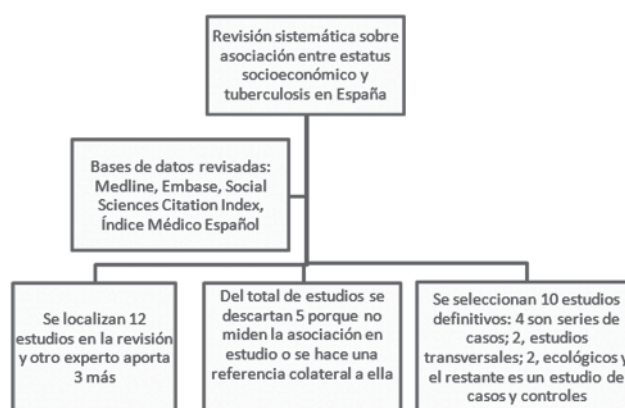 Revisión sistemática sobre
asociación entre estatus
socioeconómico y
tuberculosis en España
Bases de datos revisadas:
Medline, Embase, Social
Sciences Citation Index,
Índice Médico Español
Se localizan 12
estudios en la revisión
y otro experto aporta
3 más
Del total de estudios se
descartan 5 porque no
miden la asociación en
estudio o se hace una
referencia colateral a ella
Se seleccionan 10 estudios
definitivos: 4 son series de
casos; 2, estudios
transversales; 2, ecológicos y
el restante es un estudio de
casos y controles